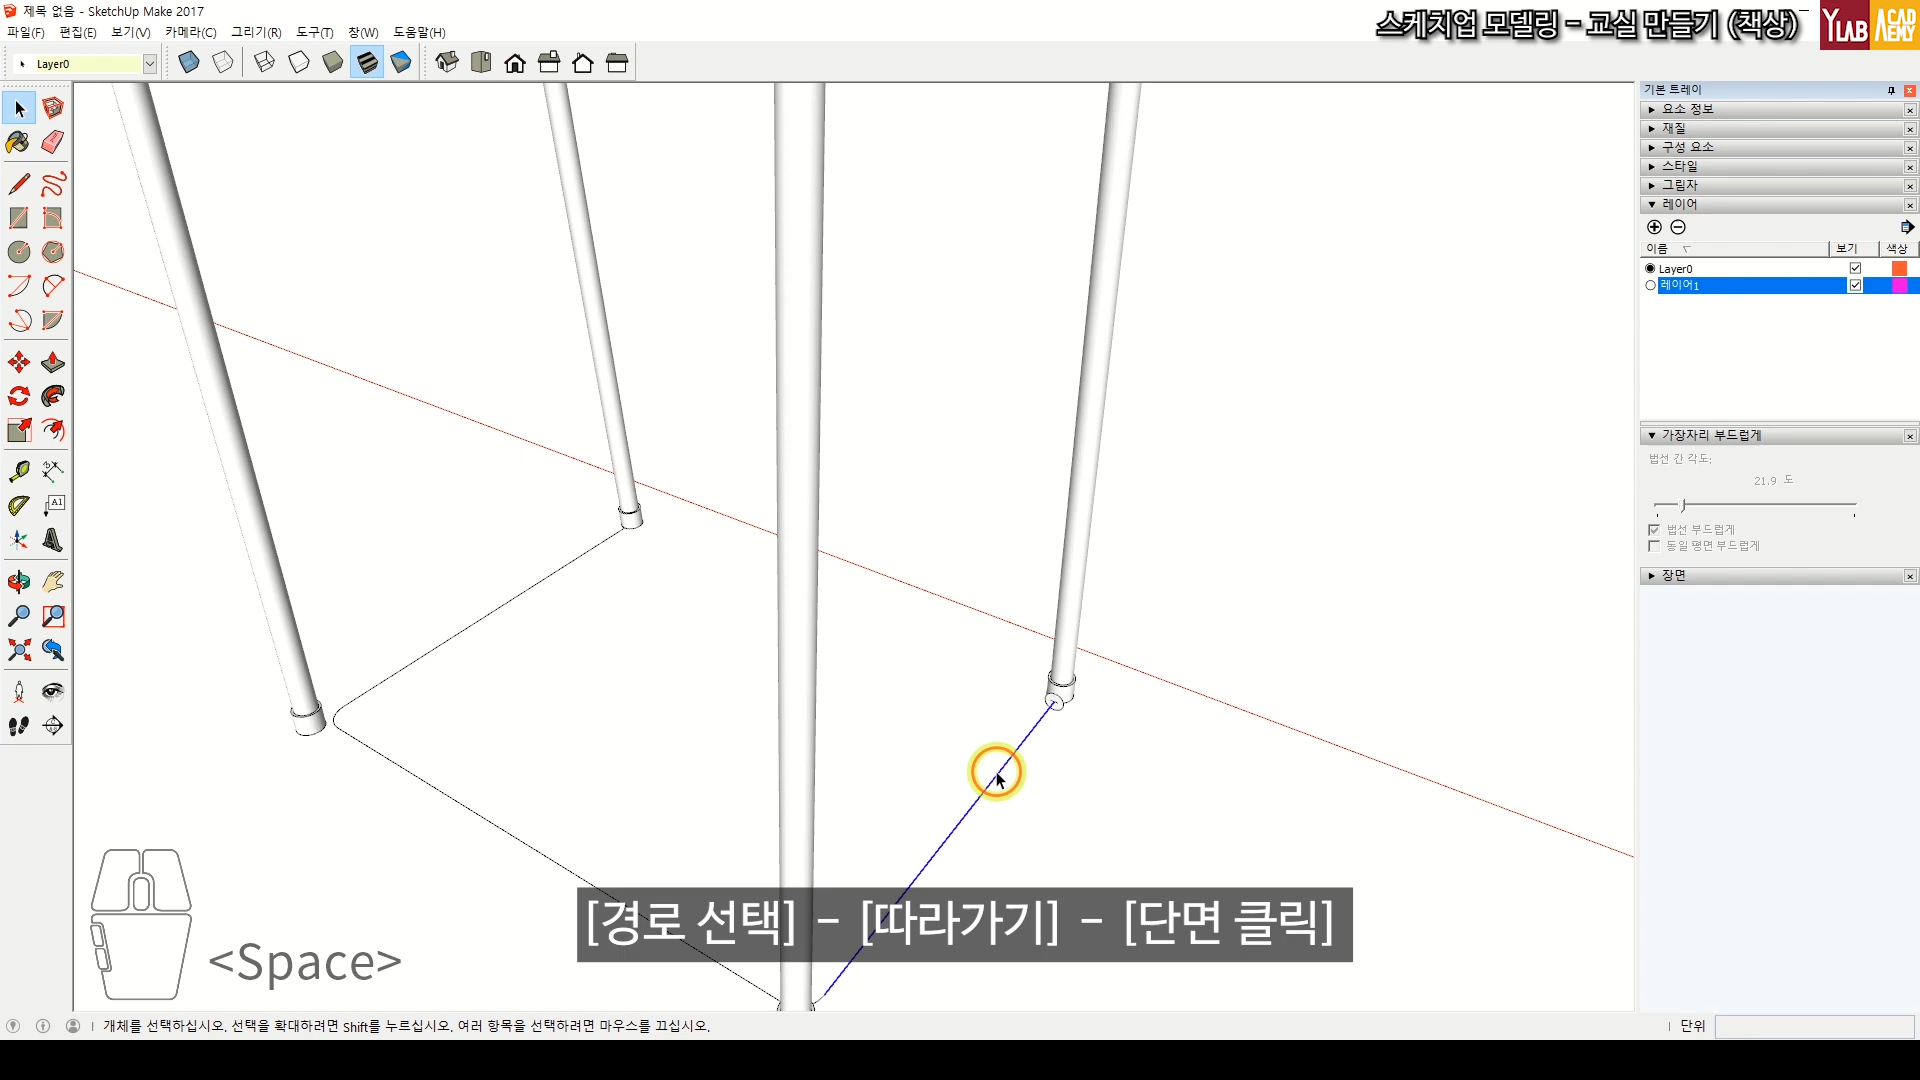 제목 없음 - SketchUp Make 2017
파일(F) 편집(E) 보기(V) 카메라(C) 그리기(R) 도구(T) 창(W) 도움말(H)
스케치업 모델링 - 교실 만들기 (책상)
YLAB ACADEMY
Layer0
기본 트레이
요소 정보
재질
구성 요소
스타일
그림자
레이어
이름 보기 색상
Layer0
레이어1
가장자리 부드럽게
법선 간 각도:
21.9 도
법선 부드럽게
동일 평면 부드럽게
장면
A1
[경로 선택] - [따라가기] - [단면 클릭]
<Space>
개체를 선택하십시오. 선택을 확대하려면 Shift를 누르십시오. 여러 항목을 선택하려면 마우스를 끄십시오.
단위